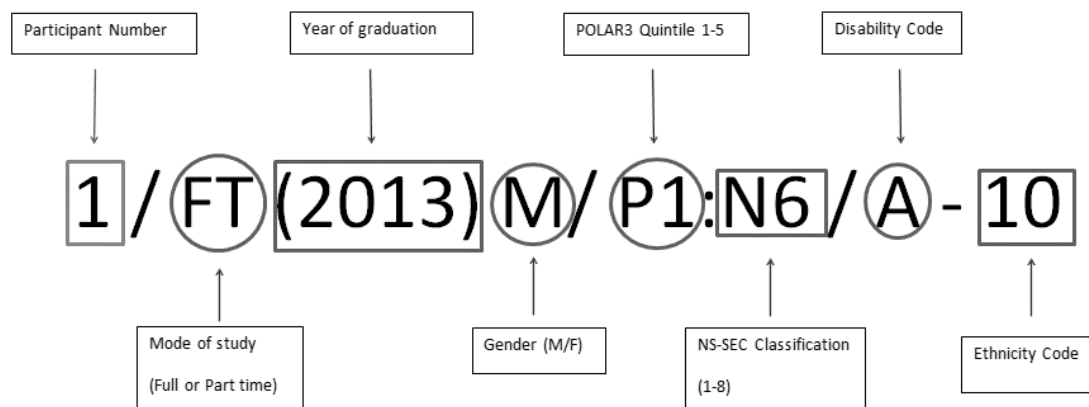 Participant Number
Year of graduation
POLAR3 Quintile 1-5
Disability Code
1/FT(2013)M/P1:N6/A-10
Mode of study
(Full or Part time)
Gender (M/F)
NS-SEC Classification
(1-8)
Ethnicity Code